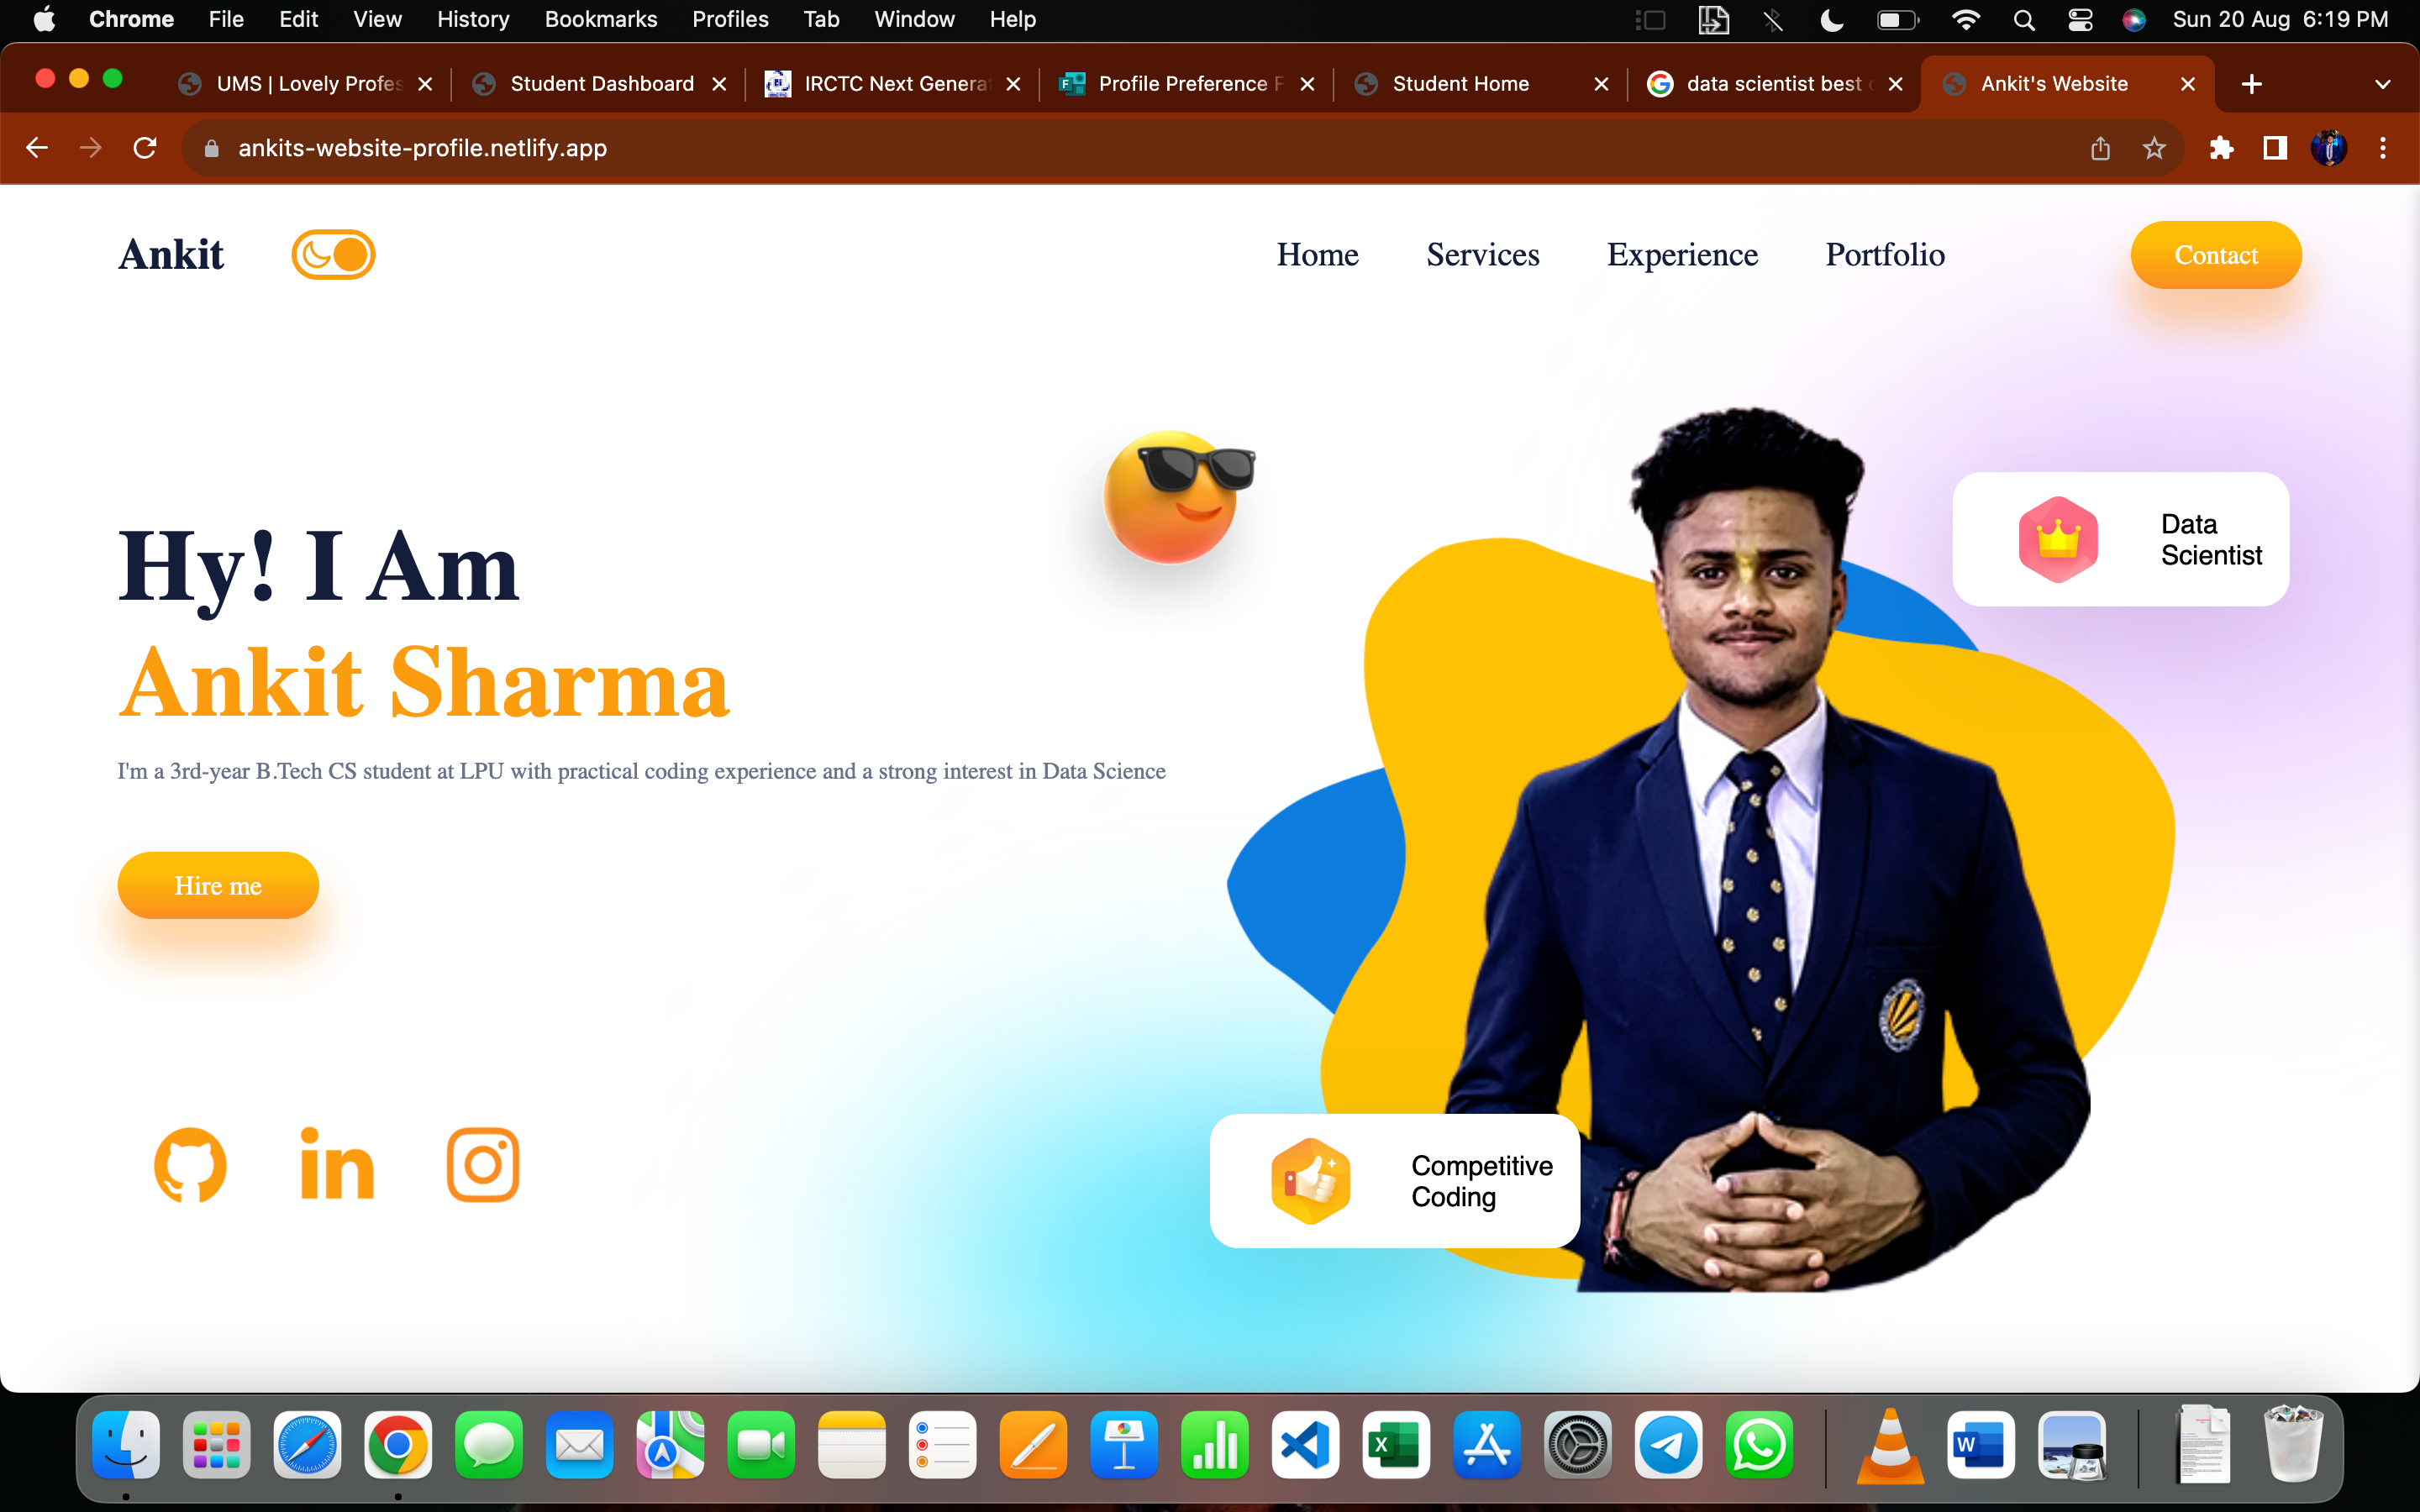 Chrome File Edit View History Bookmarks Profiles Tab Window Help Sun 20 Aug 6:19 PM
UMS | Lovely Profes Student Dashboard IRCTC Next Genera Profile Preference F Student Home data scientist best Ankit's Website
ankits-website-profile.netlify.app
Ankit Home Services Experience Portfolio Contact
Data
Scientist
Hy! I Am
Ankit Sharma
I'm a 3rd-year B.Tech CS student at LPU with practical coding experience and a strong interest in Data Science
Hire me
in
Competitive
Coding